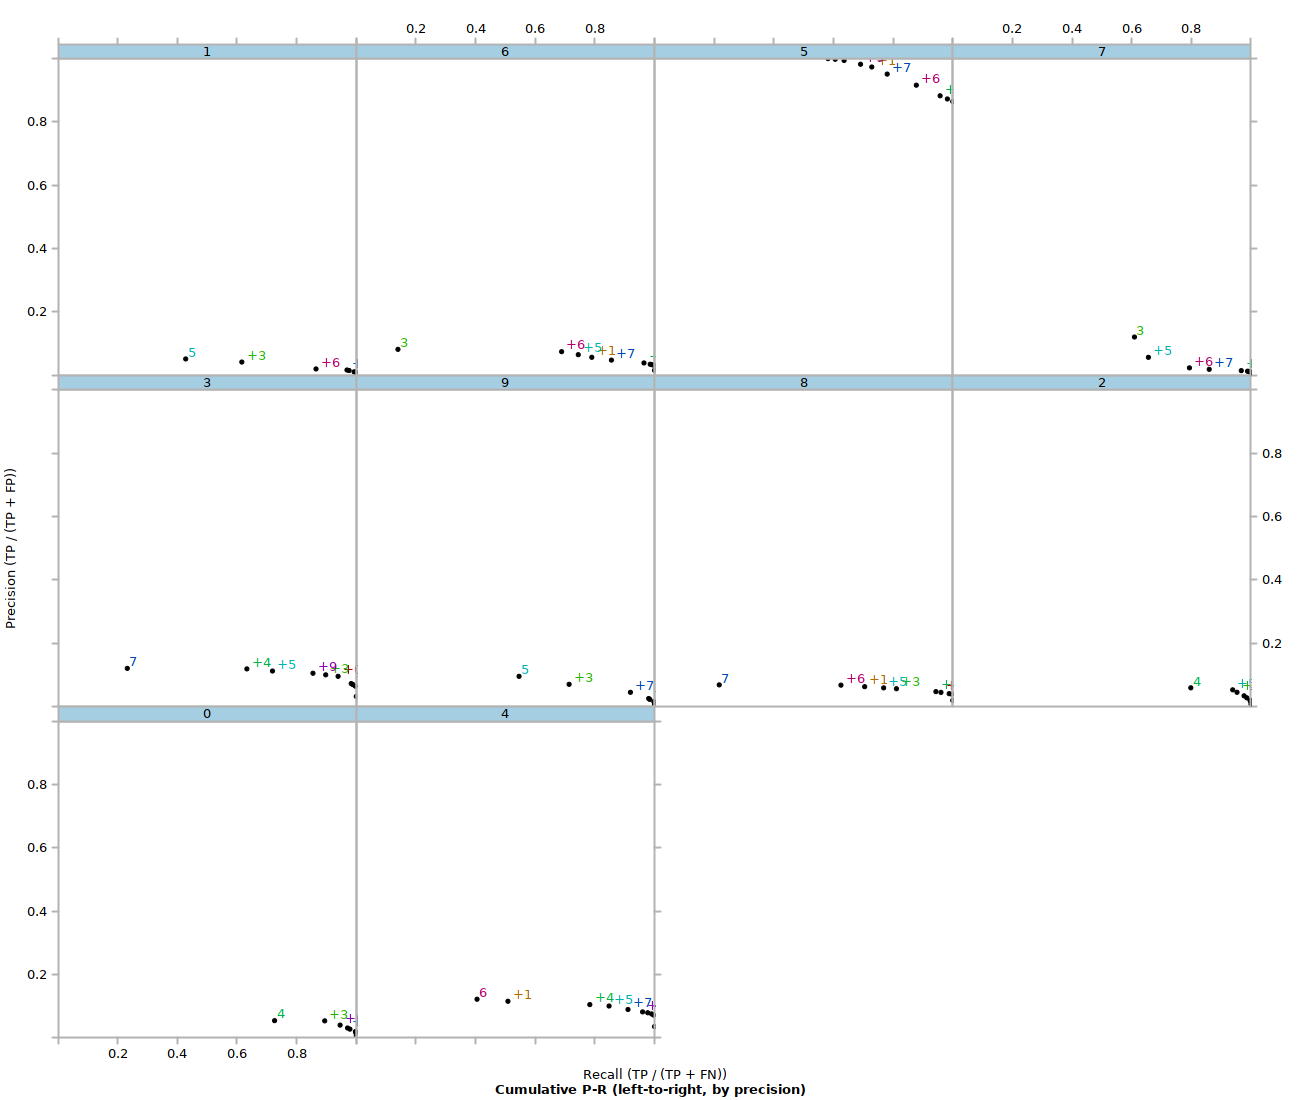 0.2 0.4 0.6 0.8 0.2 0.4 0.6 0.8
1 6 5 7
+1 +7
+6
0.8
0.6
0.4
0.2
5 +3 +6
3 +6 +5 +1 +7
3 +5 +6 +7
3 9 8 2
0.8
0.6
0.4
0.2
7 +4 +5 +9 +3
5 +3 +7
7 +6 +1 +5 +3
4
0 4
0.8
0.6
0.4
0.2
4 +3
6 +1 +4 +5 +7
0.2 0.4 0.6 0.8
Precision (TP / (TP + FP))
Recall (TP / (TP + FN))
Cumulative P-R (left-to-right, by precision)